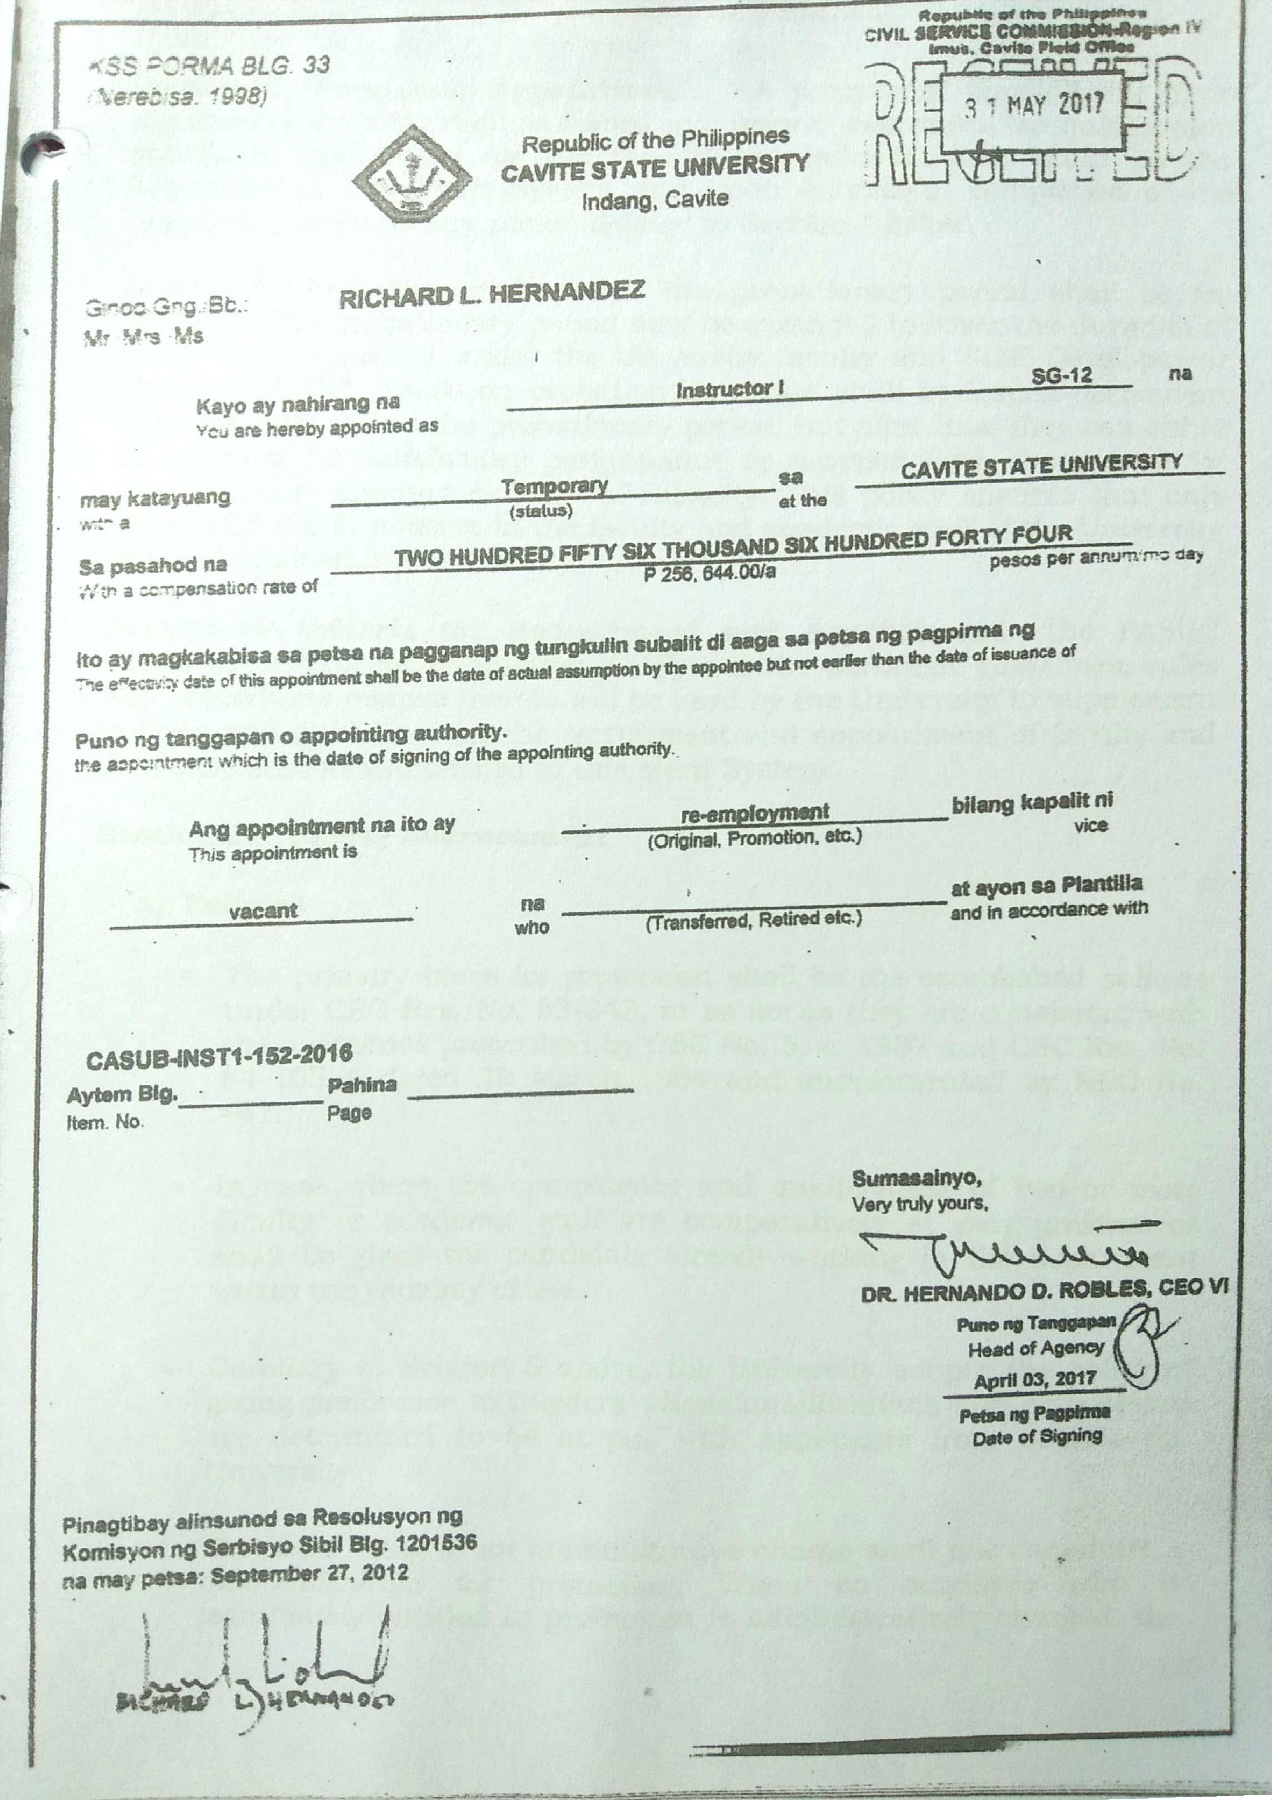 Republic of the Philippines
CIVIL SERVICE COMMISSION-Region IV
Imus, Cavite Field Office
RECEIVED
31 MAY 2017
KSS PORMA BLG. 33
(Narebisa. 1998)
Republic of the Philippines
CAVITE STATE UNIVERSITY
Indang, Cavite
Ginoo Gng. Bb.: RICHARD L. HERNANDEZ
Mr Mrs Ms
Kayo ay nahirang na Instructor I SG-12 na
You are hereby appointed as
may katayuang Temporary sa CAVITE STATE UNIVERSITY
with a (status) at the
Sa pasahod na TWO HUNDRED FIFTY SIX THOUSAND SIX HUNDRED FORTY FOUR
With a compensation rate of P 256, 644.00/a pesos per annum/mo day
Ito ay magkakabisa sa petsa na pagganap ng tungkulin subalit di aaga sa petsa ng pagpirma ng
The effectivity date of this appointment shall be the date of actual assumption by the appointee but not earlier than the date of issuance of
Puno ng tanggapan o appointing authority.
the appointment which is the date of signing of the appointing authority.
Ang appointment na ito ay re-employment bilang kapalit ni
This appointment is (Original, Promotion, etc.) vice
vacant na at ayon sa Plantilla
who (Transferred, Retired etc.) and in accordance with
CASUB-INST1-152-2016
Aytem Blg. Pahina
Item. No. Page
Sumasainyo,
Very truly yours,
DR. HERNANDO D. ROBLES, CEO VI
Puno ng Tanggapan
Head of Agency
April 03, 2017
Petsa ng Pagpirma
Date of Signing
Pinagtibay alinsunod sa Resolusyon ng
Komisyon ng Serbisyo Sibil Blg. 1201536
na may petsa: September 27, 2012
RICHARD L. HERNANDEZ